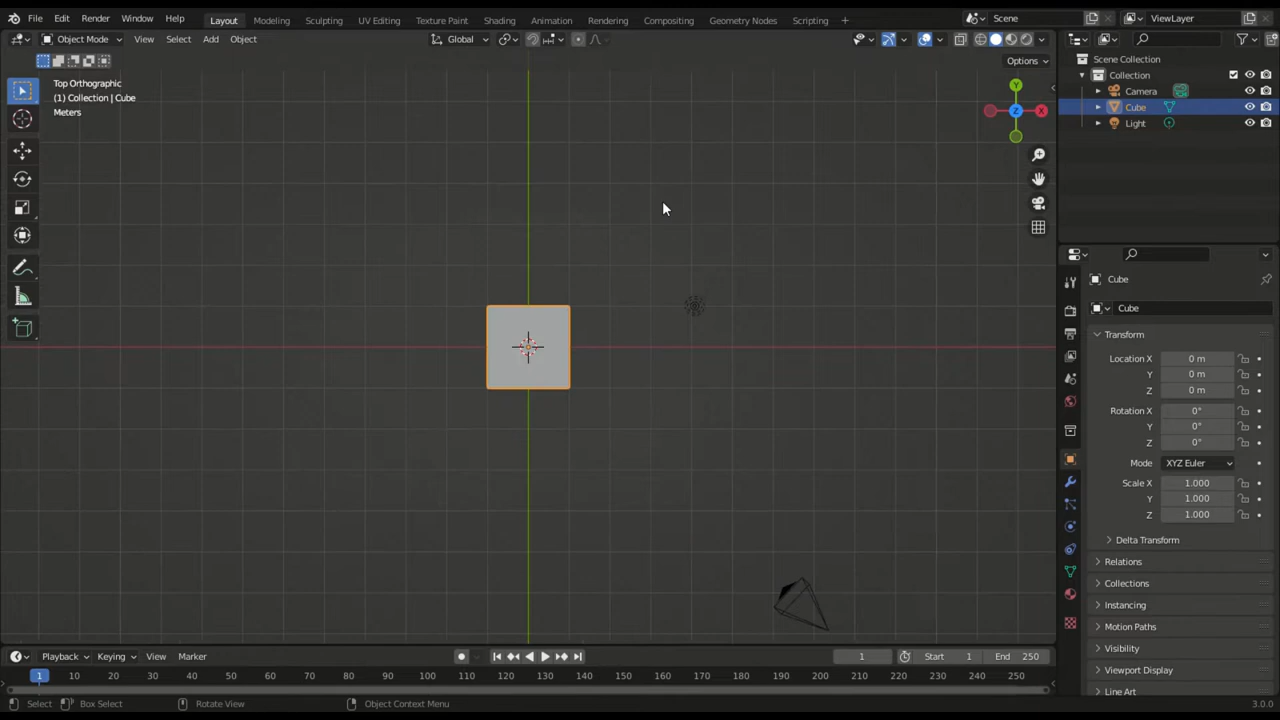 File Edit Render Window Help Layout Modeling Sculpting UV Editing Texture Paint Shading Animation Rendering Compositing Geometry Nodes Scripting + Scene ViewLayer
Object Mode View Select Add Object Global
Options
Top Orthographic
(1) Collection | Cube
Meters
Y
Z
X
Scene Collection
Collection
Camera
Cube
Light
Cube
Cube
Transform
Location X 0 m
Y 0 m
Z 0 m
Rotation X 0°
Y 0°
Z 0°
Mode XYZ Euler
Scale X 1.000
Y 1.000
Z 1.000
Delta Transform
Relations
Collections
Instancing
Motion Paths
Visibility
Viewport Display
Line Art
Playback Keying View Marker 1 Start 1 End 250
1 10 20 30 40 50 60 70 80 90 100 110 120 130 140 150 160 170 180 190 200 210 220 230 240 250
Select Box Select Rotate View Object Context Menu 3.0.0